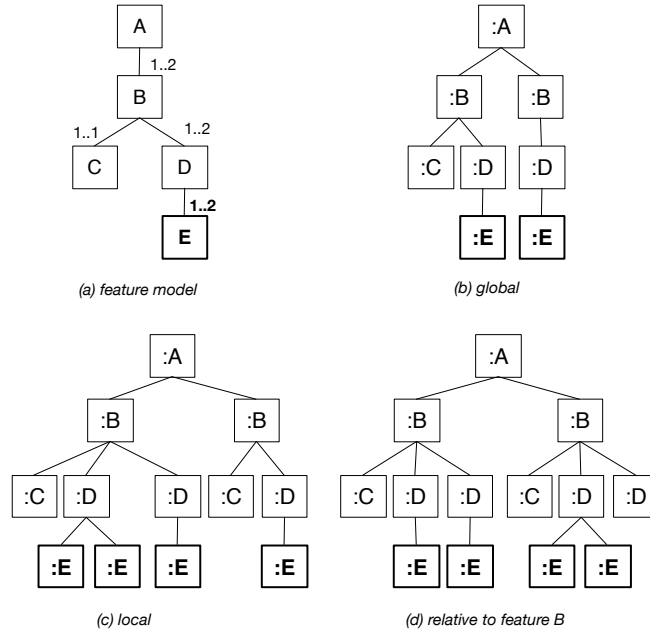 A
1..2
B
1..1 1..2
C D
1..2
E
(a) feature model
:A
:B :B
:C :D :D
:E :E
(b) global
:A
:B :B
:C :D :D :C :D
:E :E :E :E
(c) local
:A
:B :B
:C :D :D :C :D :D
:E :E :E :E
(d) relative to feature B